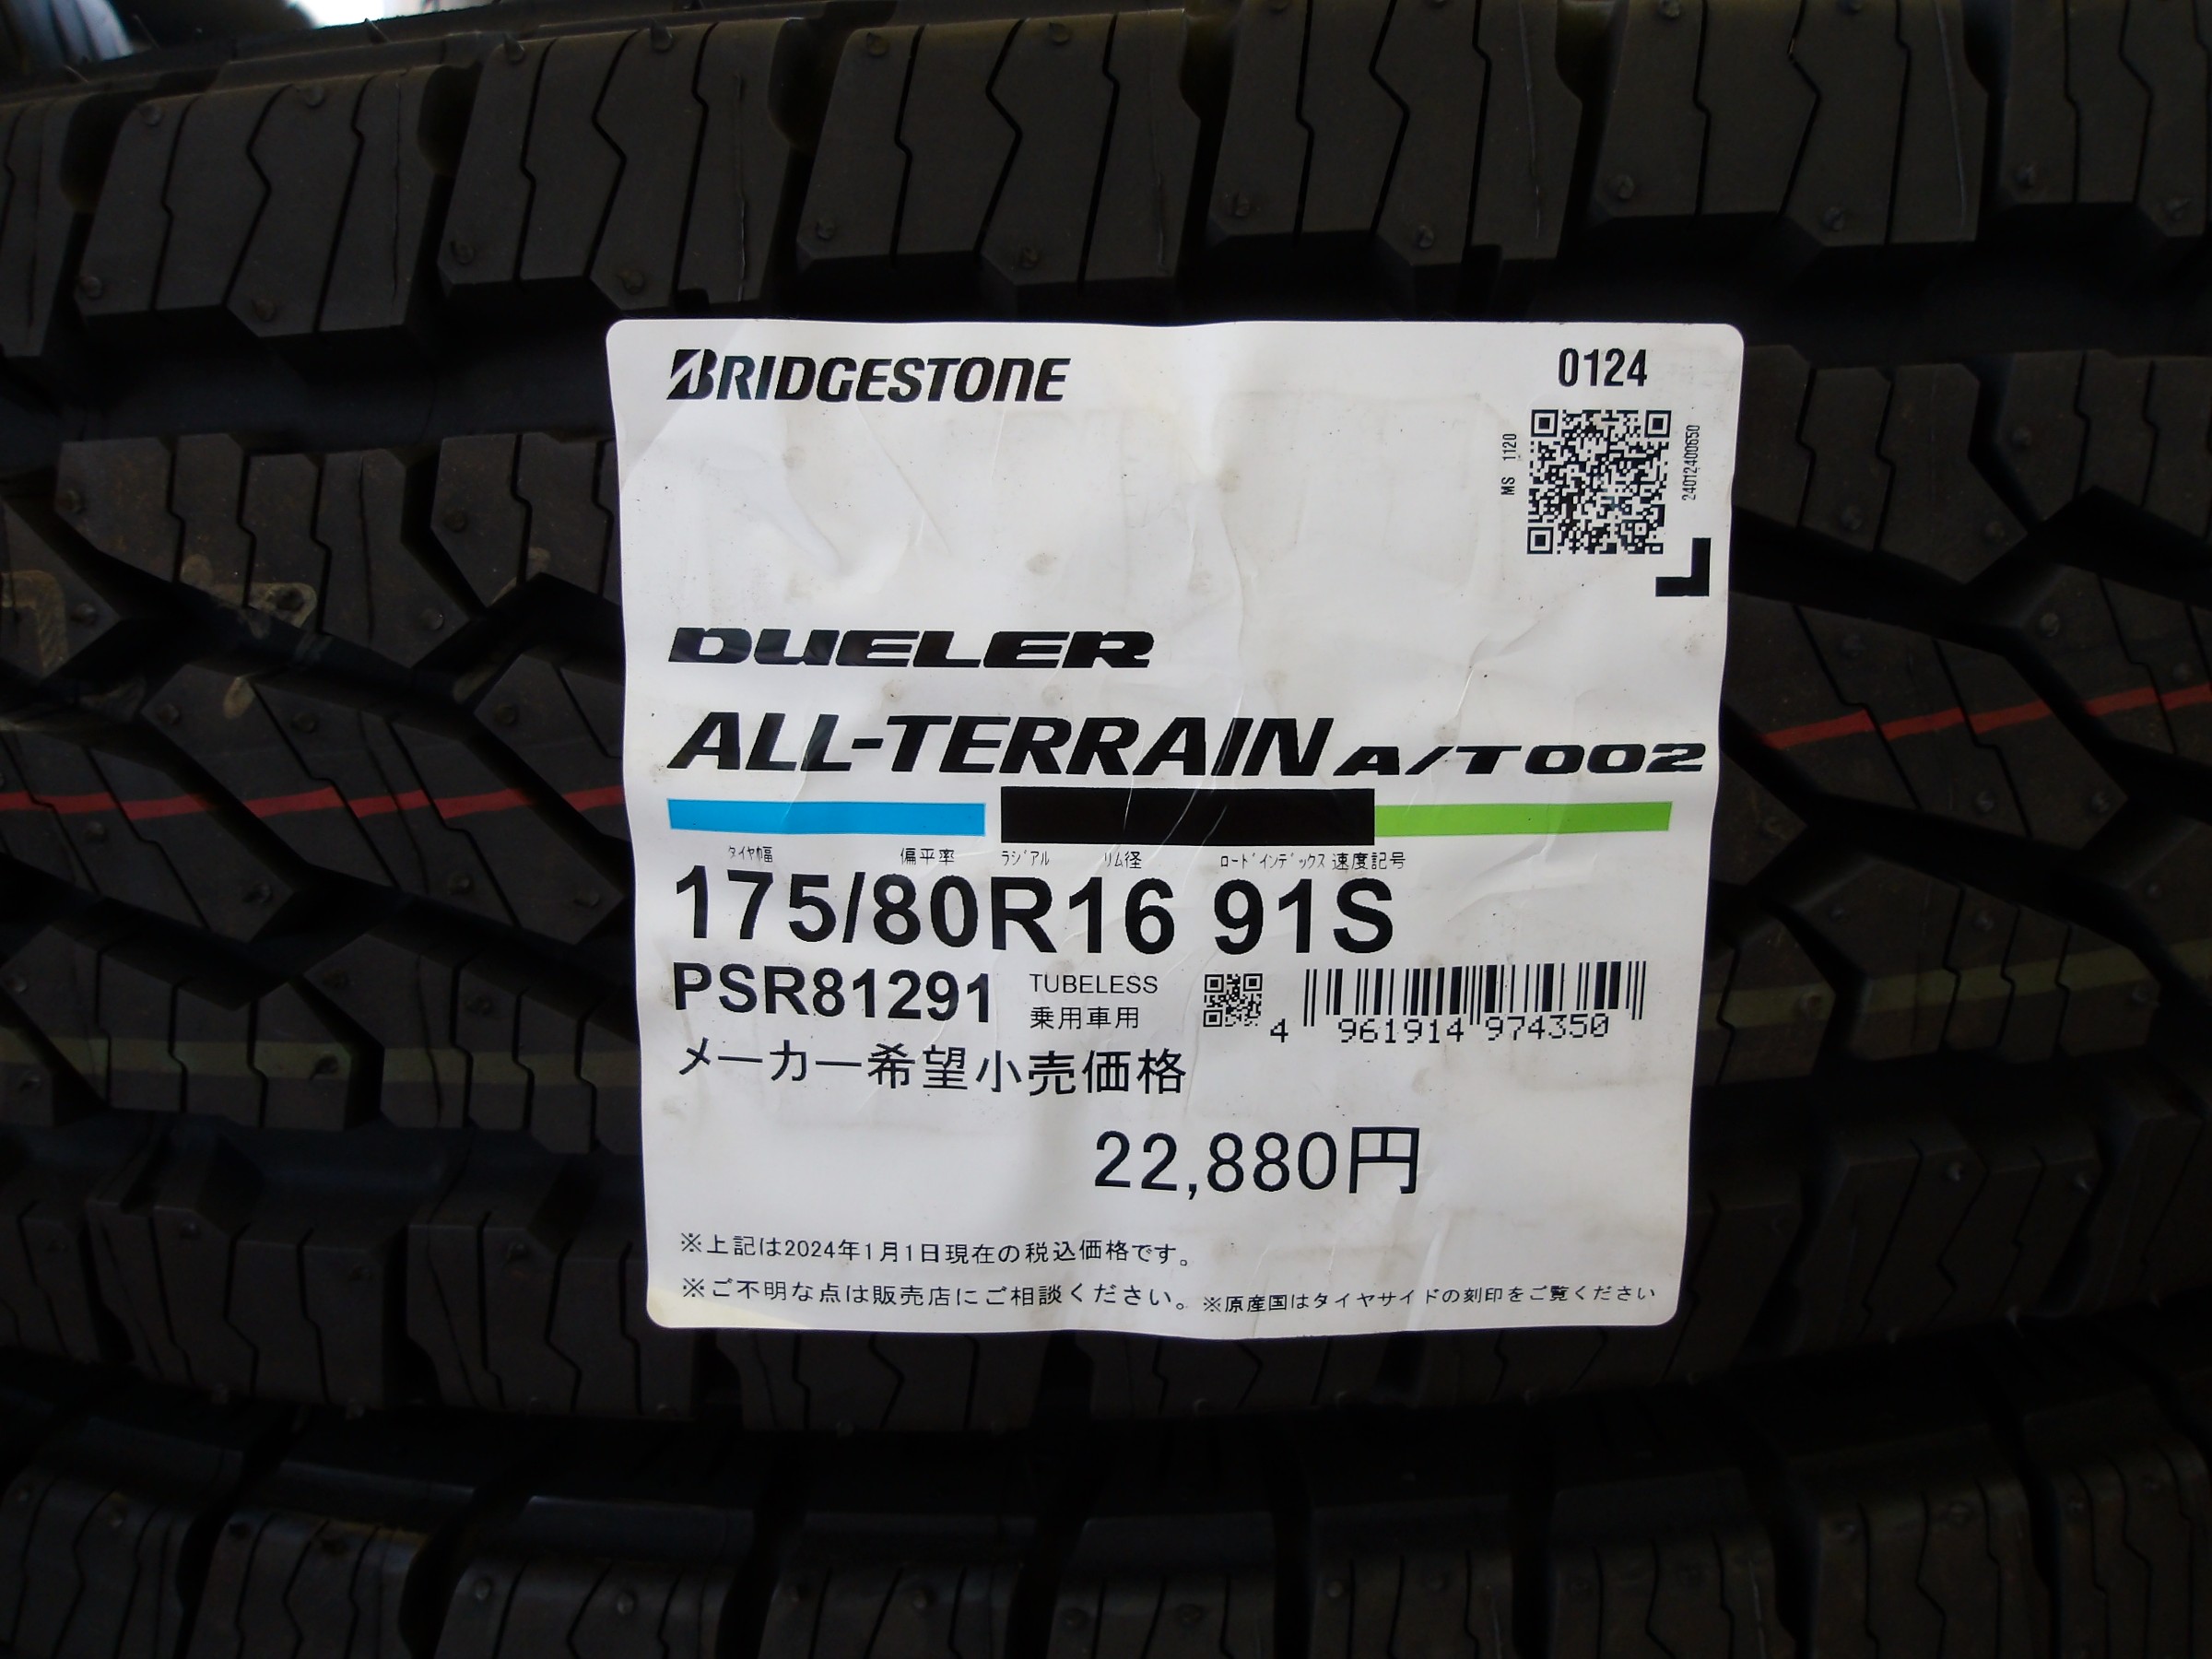 BRIDGESTONE
0124
MS 1120
24012400650
DUELER
ALL-TERRAIN A/T002
タイヤ幅 偏平率 ラジアル リム径 ロードインデックス 速度記号
175/80R16 91S
PSR81291
TUBELESS
乗用車用
4 961914 974350
メーカー希望小売価格
22,880円
※上記は2024年1月1日現在の税込価格です。
※ご不明な点は販売店にご相談ください。 ※原産国はタイヤサイドの刻印をご覧ください